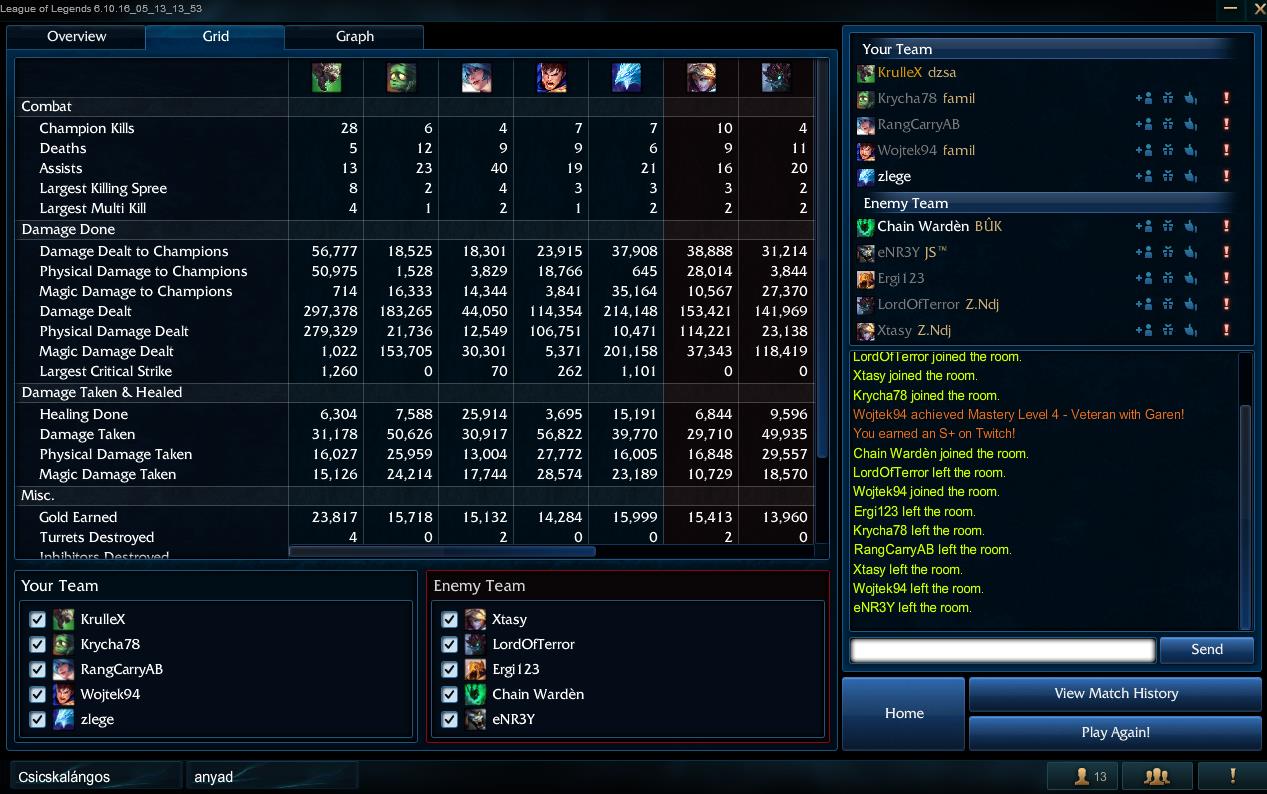 League of Legends 6.10.16_05_13_13_53
Overview Grid Graph
Combat
Champion Kills 28 6 4 7 7 10 4
Deaths 5 12 9 9 6 9 11
Assists 13 23 40 19 21 16 20
Largest Killing Spree 8 2 4 3 3 3 2
Largest Multi Kill 4 1 2 1 2 2 2
Damage Done
Damage Dealt to Champions 56,777 18,525 18,301 23,915 37,908 38,888 31,214
Physical Damage to Champions 50,975 1,528 3,829 18,766 645 28,014 3,844
Magic Damage to Champions 714 16,333 14,344 3,841 35,164 10,567 27,370
Damage Dealt 297,378 183,265 44,050 114,354 214,148 153,421 141,969
Physical Damage Dealt 279,329 21,736 12,549 106,751 10,471 114,221 23,138
Magic Damage Dealt 1,022 153,705 30,301 5,371 201,158 37,343 118,419
Largest Critical Strike 1,260 0 70 262 1,101 0 0
Damage Taken & Healed
Healing Done 6,304 7,588 25,914 3,695 15,191 6,844 9,596
Damage Taken 31,178 50,626 30,917 56,822 39,770 29,710 49,935
Physical Damage Taken 16,027 25,959 13,004 27,772 16,005 16,848 29,557
Magic Damage Taken 15,126 24,214 17,744 28,574 23,189 10,729 18,570
Misc.
Gold Earned 23,817 15,718 15,132 14,284 15,999 15,413 13,960
Turrets Destroyed 4 0 2 0 0 2 0
Inhibitors Destroyed
Your Team
KrulleX
Krycha78
RangCarryAB
Wojtek94
zlege
Enemy Team
Xtasy
LordOfTerror
Ergi123
Chain Wardèn
eNR3Y
Your Team
KrulleX dzsa
Krycha78 famil
RangCarryAB
Wojtek94 famil
zlege
Enemy Team
Chain Wardèn BÛK
eNR3Y JS™
Ergi123
LordOfTerror Z.Ndj
Xtasy Z.Ndj
LordOfTerror joined the room.
Xtasy joined the room.
Krycha78 joined the room.
Wojtek94 achieved Mastery Level 4 - Veteran with Garen!
You earned an S+ on Twitch!
Chain Wardèn joined the room.
LordOfTerror left the room.
Wojtek94 joined the room.
Ergi123 left the room.
Krycha78 left the room.
RangCarryAB left the room.
Xtasy left the room.
Wojtek94 left the room.
eNR3Y left the room.
Send
Home
View Match History
Play Again!
Csicskalángos anyad 13